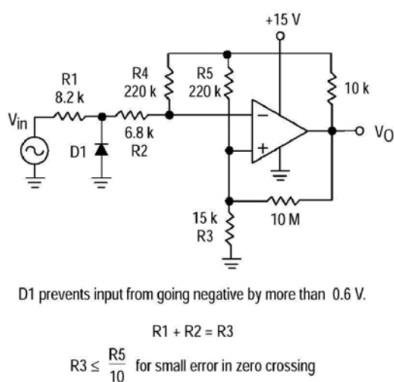 +15 V
R1
8.2 k
R4
220 k
R5
220 k
10 k
Vin
6.8 k
R2
D1
−
+
VO
15 k
R3
10 M
D1 prevents input from going negative by more than 0.6 V.
R1 + R2 = R3
R3 ≤ R5
10
for small error in zero crossing